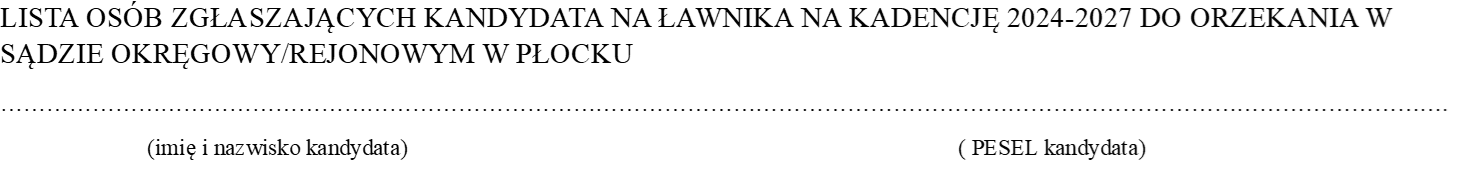 LISTA OSÓB ZGŁASZAJĄCYCH KANDYDATA NA ŁAWNIKA NA KADENCJĘ 2024-2027 DO ORZEKANIA W
SĄDZIE OKRĘGOWY/REJONOWYM W PŁOCKU
……………………………………………………………………………………………………………………………………………………………………….
(imię i nazwisko kandydata) ( PESEL kandydata)